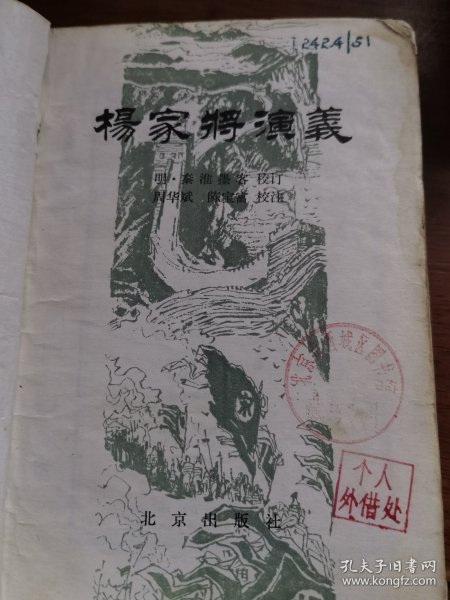 I 242.4/51
楊家將演義
明·秦淮墨客 校订
周华斌 陈宝富 校注
北京出版社
个人
外借处
孔夫子旧书网
www.kongfz.com